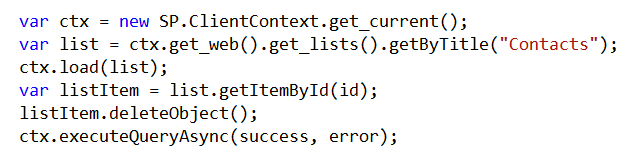 var ctx = new SP.ClientContext.get_current();
var list = ctx.get_web().get_lists().getByTitle("Contacts");
ctx.load(list);
var listItem = list.getItemById(id);
listItem.deleteObject();
ctx.executeQueryAsync(success, error);